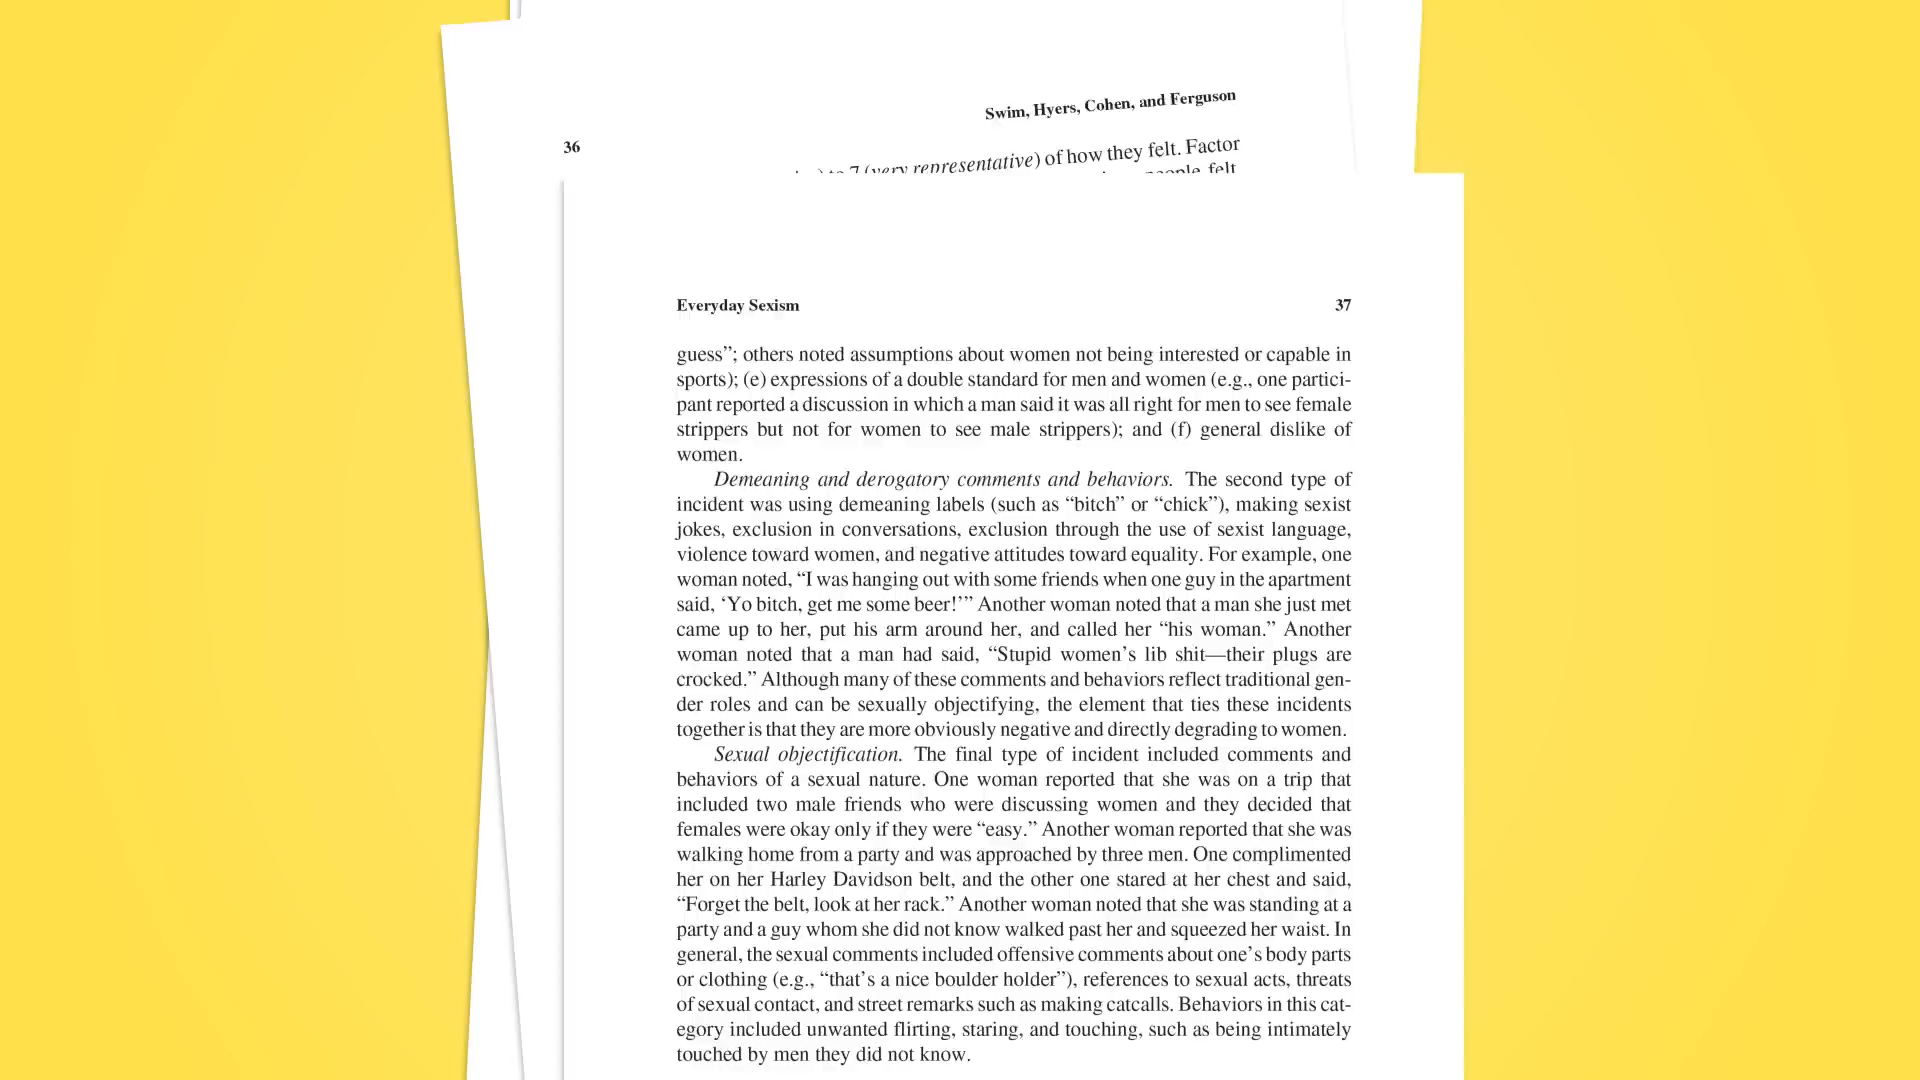 Swim, Hyers, Cohen, and Ferguson
36
to 7 (very representative) of how they felt. Factor
people felt
Everyday Sexism 37
guess”; others noted assumptions about women not being interested or capable in
sports); (e) expressions of a double standard for men and women (e.g., one partici-
pant reported a discussion in which a man said it was all right for men to see female
strippers but not for women to see male strippers); and (f) general dislike of
women.
Demeaning and derogatory comments and behaviors. The second type of
incident was using demeaning labels (such as “bitch” or “chick”), making sexist
jokes, exclusion in conversations, exclusion through the use of sexist language,
violence toward women, and negative attitudes toward equality. For example, one
woman noted, “I was hanging out with some friends when one guy in the apartment
said, ‘Yo bitch, get me some beer!’” Another woman noted that a man she just met
came up to her, put his arm around her, and called her “his woman.” Another
woman noted that a man had said, “Stupid women’s lib shit—their plugs are
crocked.” Although many of these comments and behaviors reflect traditional gen-
der roles and can be sexually objectifying, the element that ties these incidents
together is that they are more obviously negative and directly degrading to women.
Sexual objectification. The final type of incident included comments and
behaviors of a sexual nature. One woman reported that she was on a trip that
included two male friends who were discussing women and they decided that
females were okay only if they were “easy.” Another woman reported that she was
walking home from a party and was approached by three men. One complimented
her on her Harley Davidson belt, and the other one stared at her chest and said,
“Forget the belt, look at her rack.” Another woman noted that she was standing at a
party and a guy whom she did not know walked past her and squeezed her waist. In
general, the sexual comments included offensive comments about one’s body parts
or clothing (e.g., “that’s a nice boulder holder”), references to sexual acts, threats
of sexual contact, and street remarks such as making catcalls. Behaviors in this cat-
egory included unwanted flirting, staring, and touching, such as being intimately
touched by men they did not know.